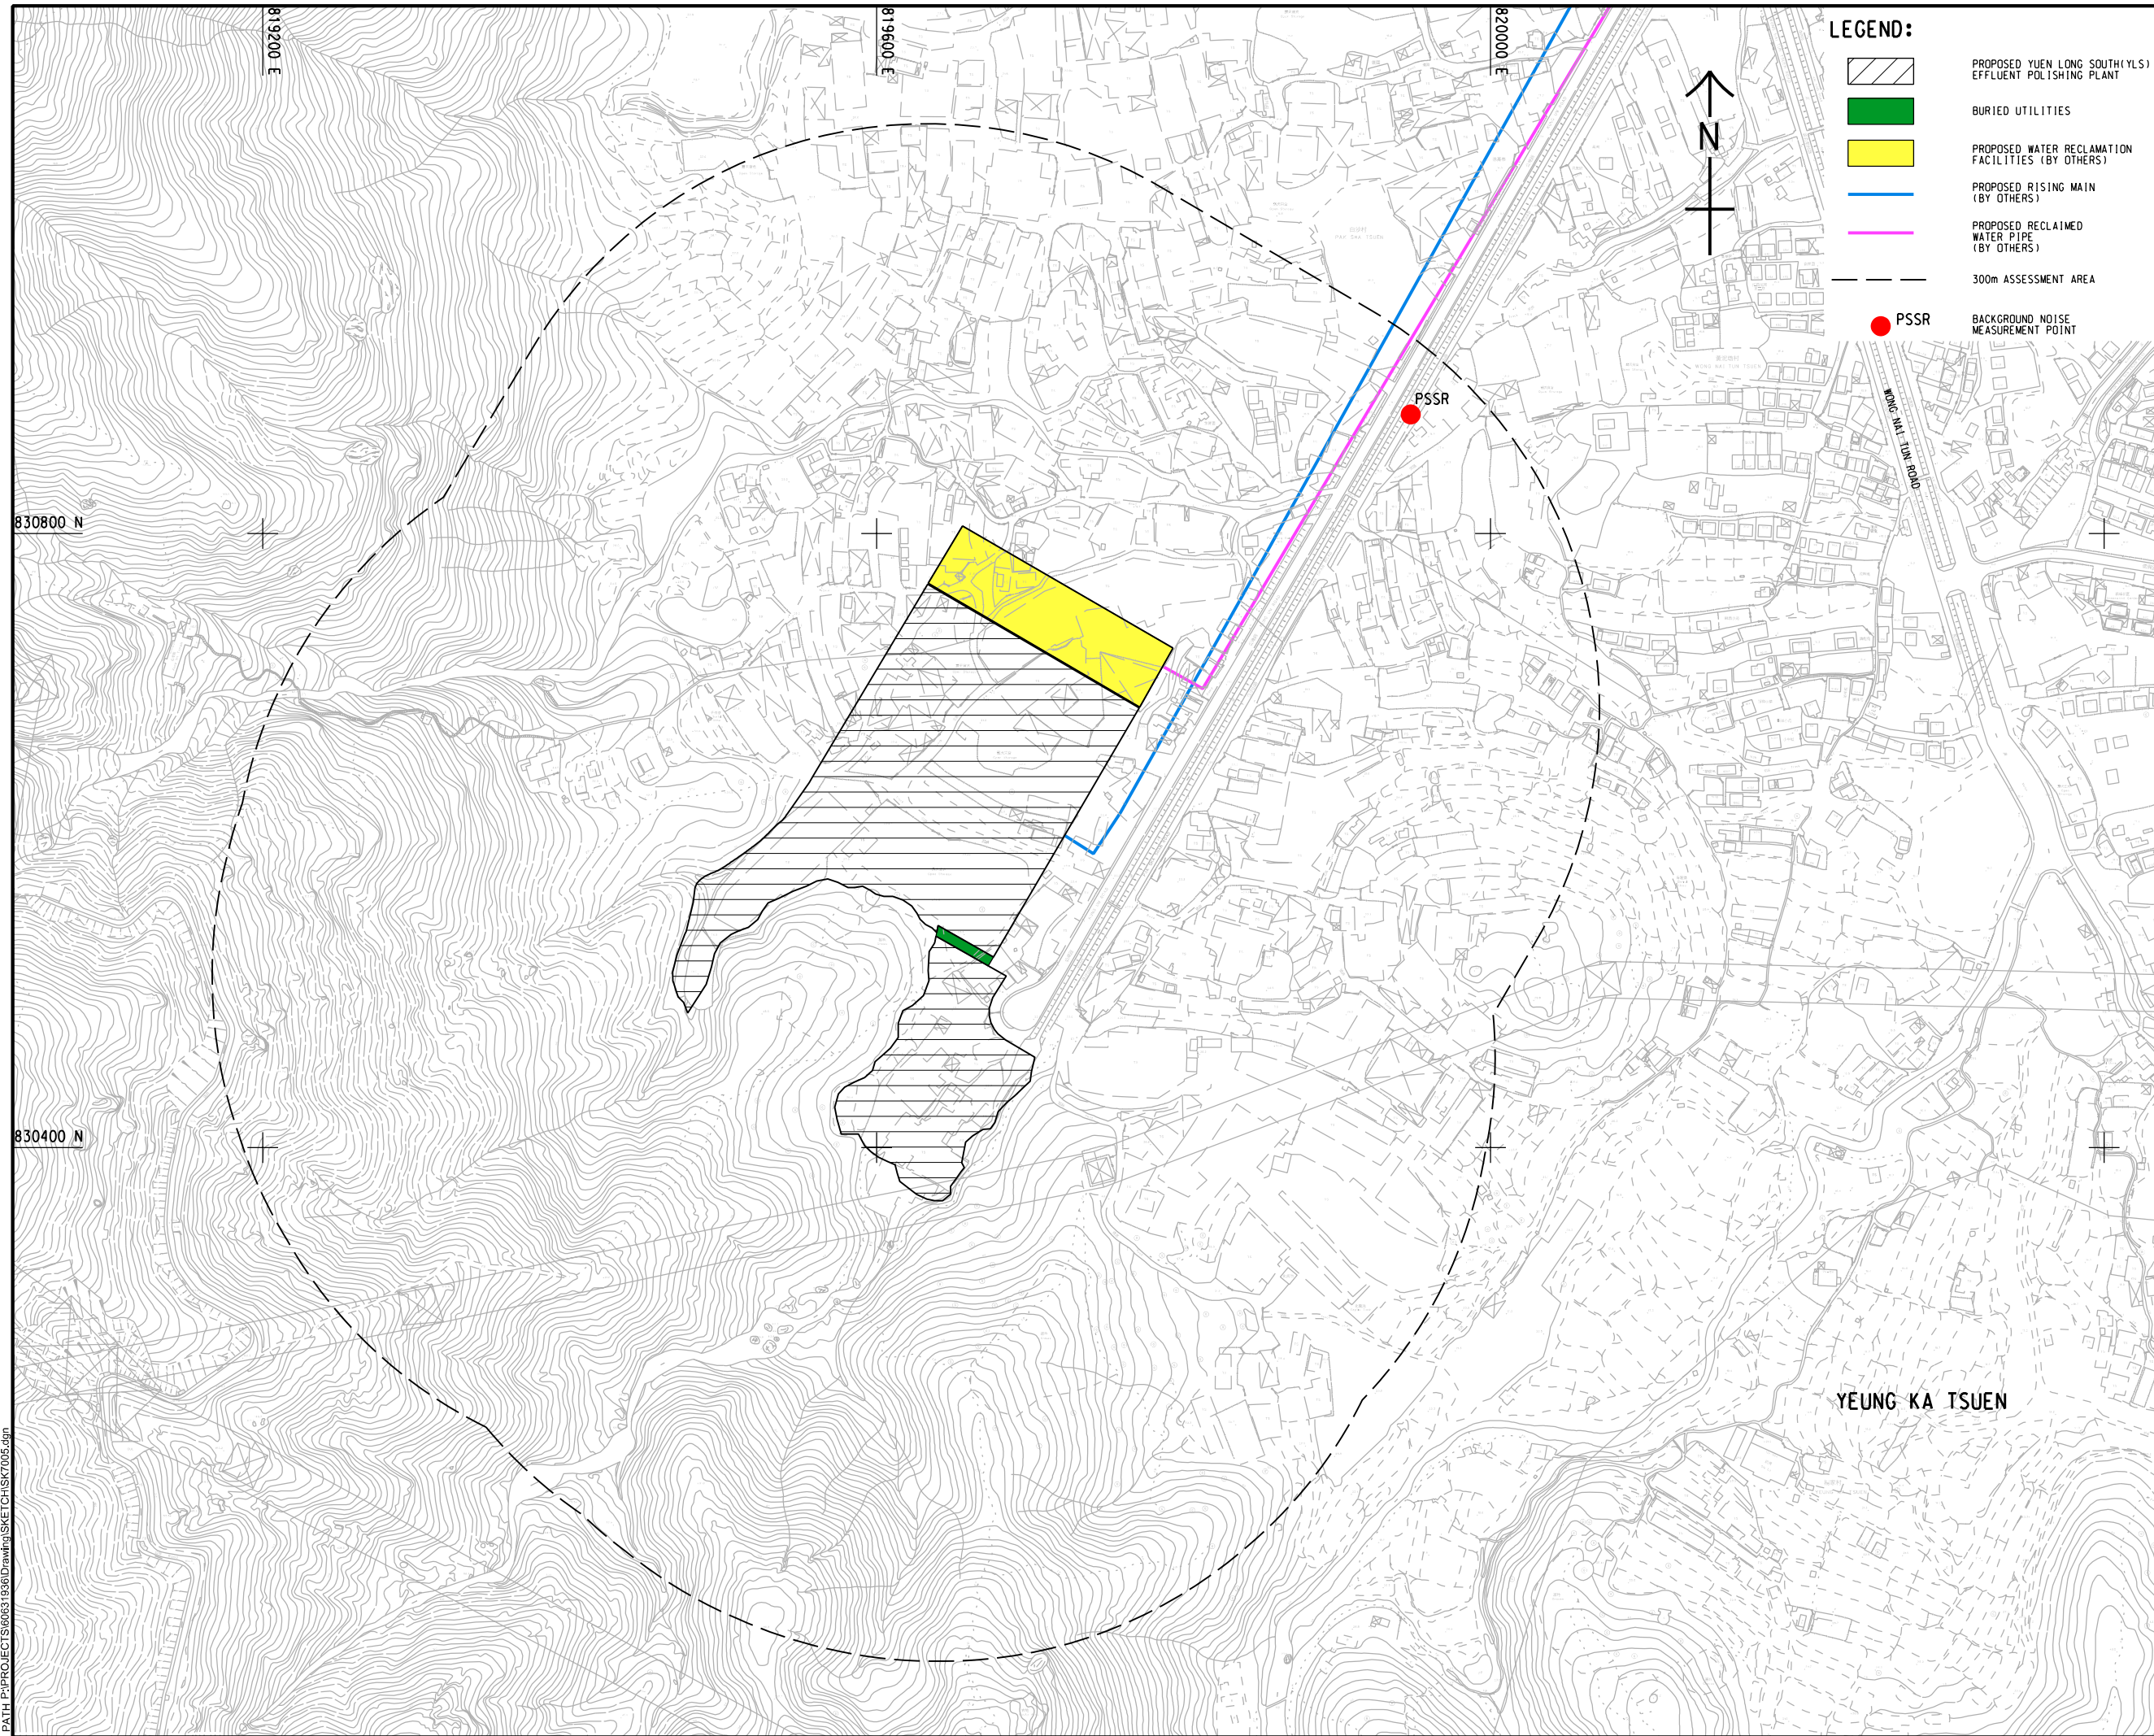 819200 E
819600 E
820000 E
LEGEND:
PROPOSED YUEN LONG SOUTH(YLS)
EFFLUENT POLISHING PLANT
BURIED UTILITIES
PROPOSED WATER RECLAMATION
FACILITIES (BY OTHERS)
PROPOSED RISING MAIN
(BY OTHERS)
PROPOSED RECLAIMED
WATER PIPE
(BY OTHERS)
300m ASSESSMENT AREA
PSSR
BACKGROUND NOISE
MEASUREMENT POINT
N
PSSR
WONG NAI TUN ROAD
830800 N
830400 N
YEUNG KA TSUEN
PATH P:\PROJECTS\60631936\Drawing\SKETCH\SK7005.dgn